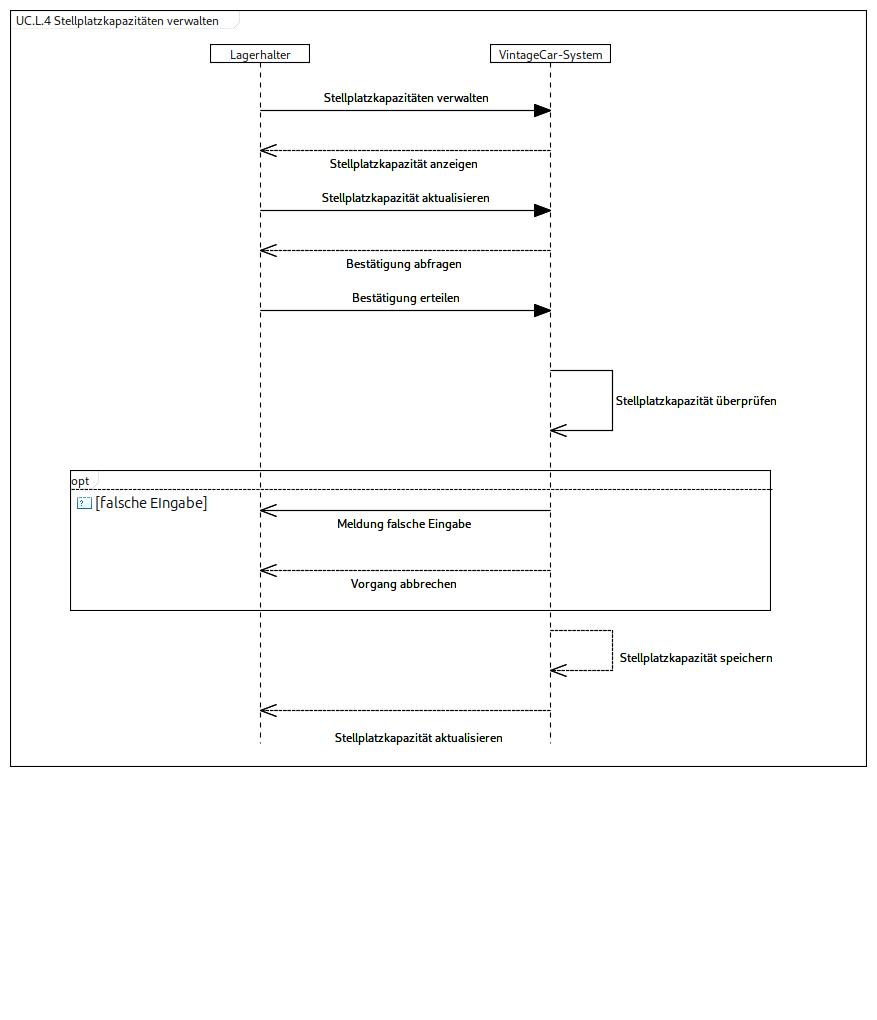 UC.L.4 Stellplatzkapazitäten verwalten
Lagerhalter
VintageCar-System
Stellplatzkapazitäten verwalten
Stellplatzkapazität anzeigen
Stellplatzkapazität aktualisieren
Bestätigung abfragen
Bestätigung erteilen
Stellplatzkapazität überprüfen
opt
[falsche EIngabe]
Meldung falsche Eingabe
Vorgang abbrechen
Stellplatzkapazität speichern
Stellplatzkapazität aktualisieren